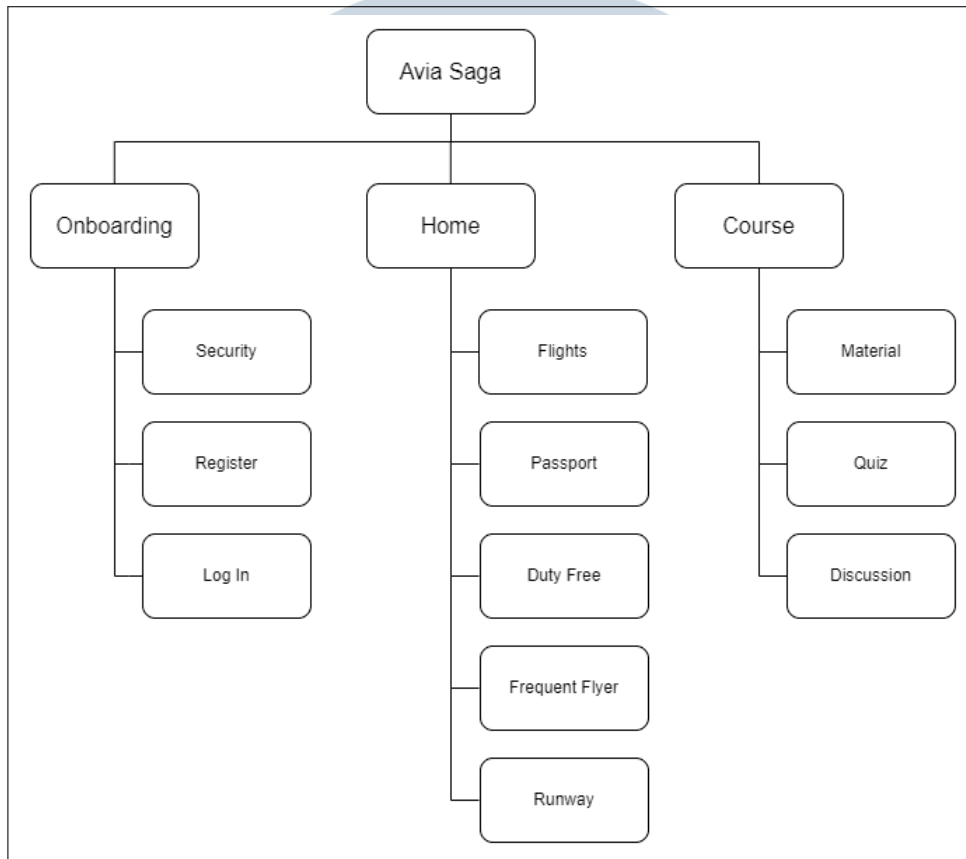 Avia Saga
Onboarding
Home
Course
Security
Flights
Material
Register
Passport
Quiz
Log In
Duty Free
Discussion
Frequent Flyer
Runway